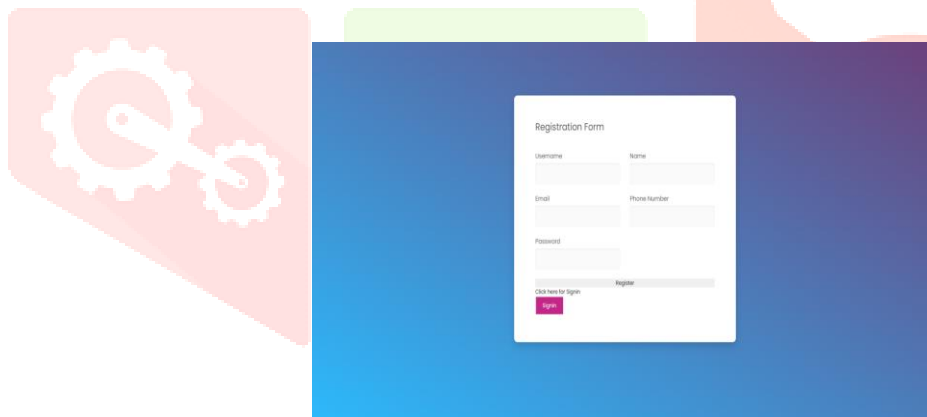 Registration Form
Username Name
Email Phone Number
Password
Register
Click here for Signin
SignIn